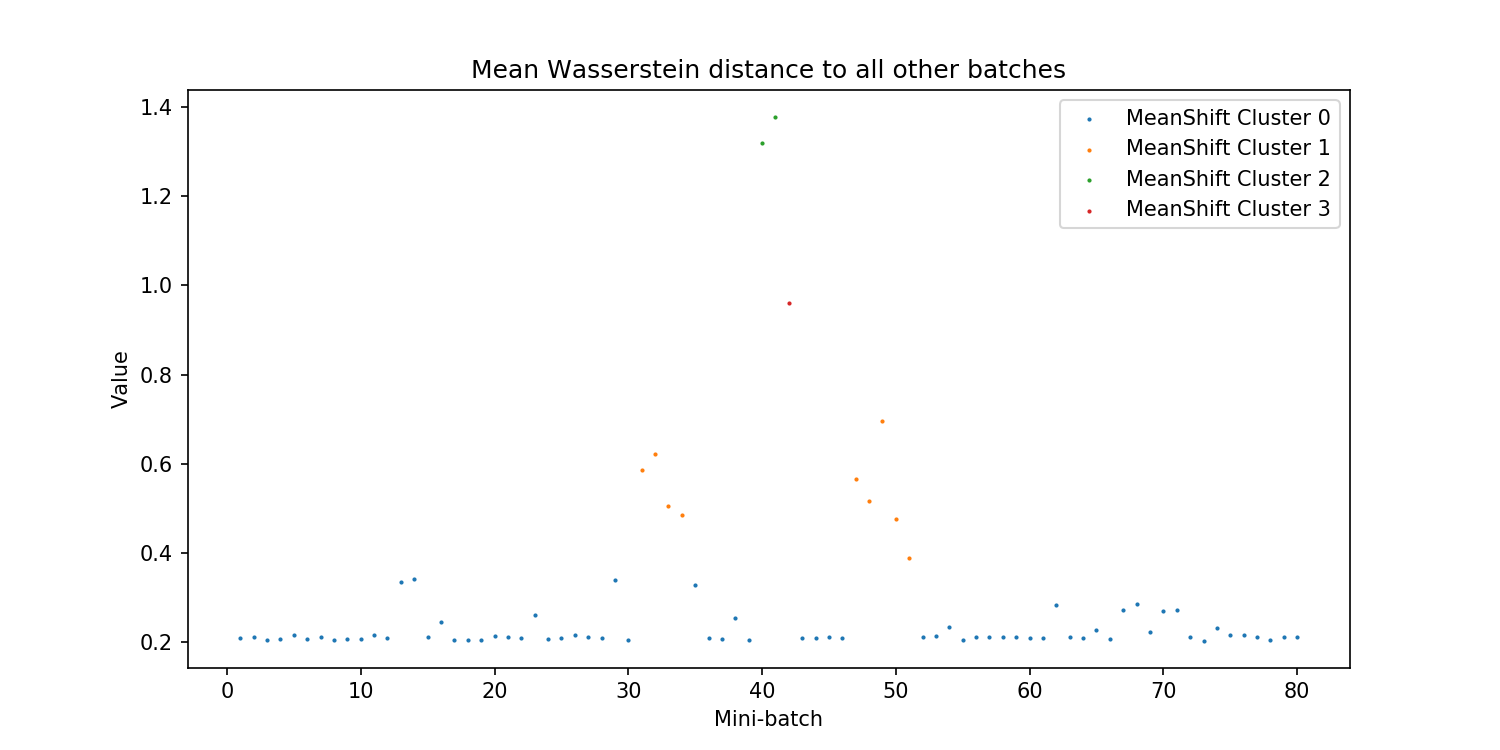 Mean Wasserstein distance to all other batches
1.4
1.2
1.0
0.8
0.6
0.4
0.2
Value
0 10 20 30 40 50 60 70 80
Mini-batch
MeanShift Cluster 0
MeanShift Cluster 1
MeanShift Cluster 2
MeanShift Cluster 3